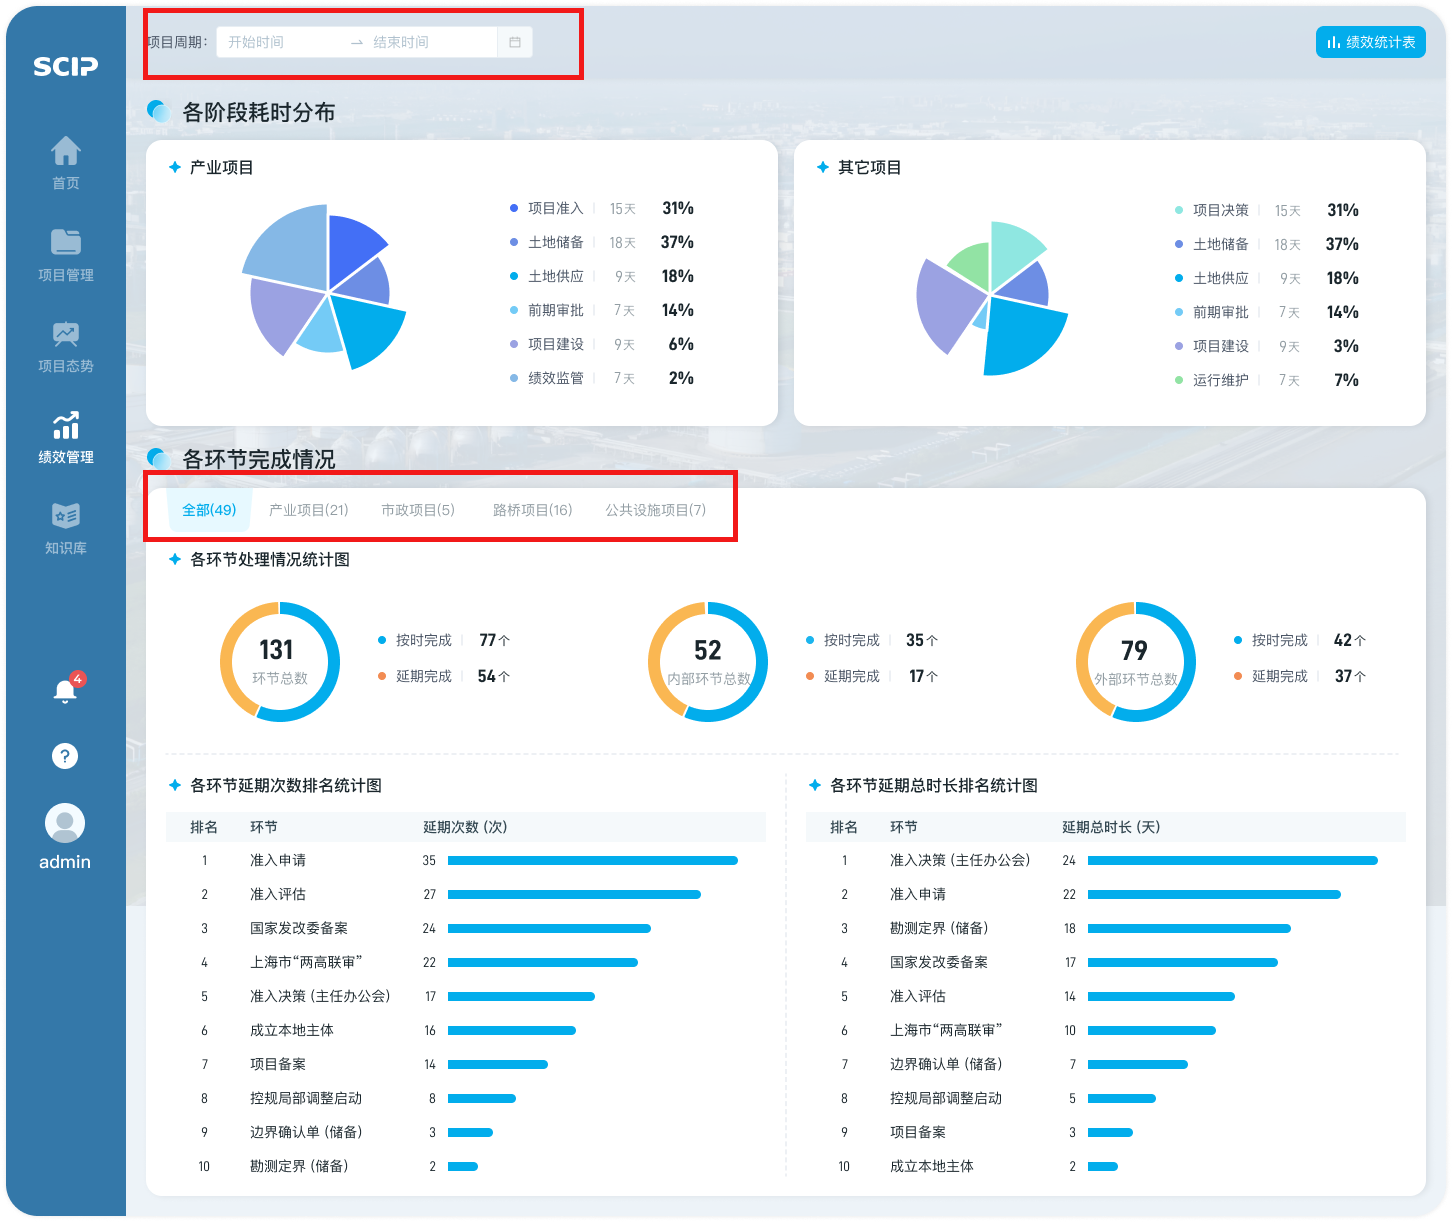 SCIP
首页
项目管理
项目态势
绩效管理
知识库
4
?
admin
项目周期: 开始时间 结束时间
绩效统计表
各阶段耗时分布
产业项目
项目准入 15天 31%
土地储备 18天 37%
土地供应 9天 18%
前期审批 7天 14%
项目建设 9天 6%
绩效监管 7天 2%
其它项目
项目决策 15天 31%
土地储备 18天 37%
土地供应 9天 18%
前期审批 7天 14%
项目建设 9天 3%
运行维护 7天 7%
各环节完成情况
全部(49) 产业项目(21) 市政项目(5) 路桥项目(16) 公共设施项目(7)
各环节处理情况统计图
131
环节总数
按时完成 77个
延期完成 54个
52
内部环节总数
按时完成 35个
延期完成 17个
79
外部环节总数
按时完成 42个
延期完成 37个
各环节延期次数排名统计图
排名 环节 延期次数 (次)
1 准入申请 35
2 准入评估 27
3 国家发改委备案 24
4 上海市“两高联审” 22
5 准入决策 (主任办公会) 17
6 成立本地主体 16
7 项目备案 14
8 控规局部调整启动 8
9 边界确认单 (储备) 3
10 勘测定界 (储备) 2
各环节延期总时长排名统计图
排名 环节 延期总时长 (天)
1 准入决策 (主任办公会) 24
2 准入申请 22
3 勘测定界 (储备) 18
4 国家发改委备案 17
5 准入评估 14
6 上海市“两高联审” 10
7 边界确认单 (储备) 7
8 控规局部调整启动 5
9 项目备案 3
10 成立本地主体 2